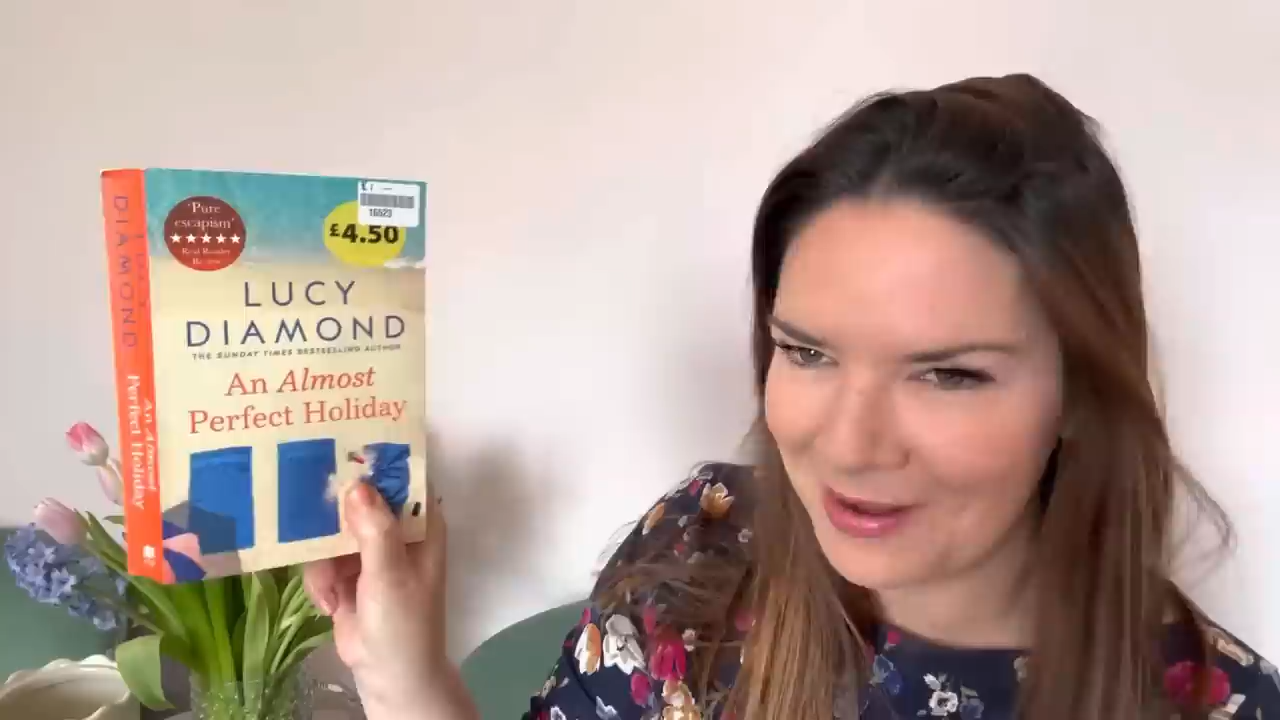 DIAMOND
An Almost
Perfect Holiday
'Pure
escapism'
Real Reader
Review
16523
£4.50
LUCY
DIAMOND
THE SUNDAY TIMES BESTSELLING AUTHOR
An Almost
Perfect Holiday